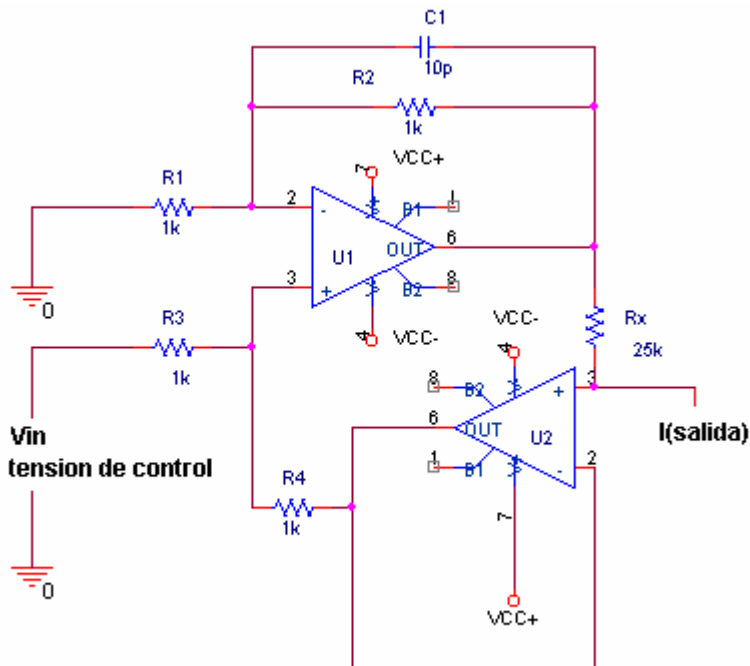 C1
10p
R2
1k
VCC+
R1
1k
7
1
2
-
B1
6
U1
OUT
3
+
8
B2
0
4
VCC-
R3
1k
VCC-
4
Rx
25k
8
B2
3
+
6
OUT
U2
1
B1
-
2
I(salida)
Vin
tension de control
R4
1k
7
0
VCC+